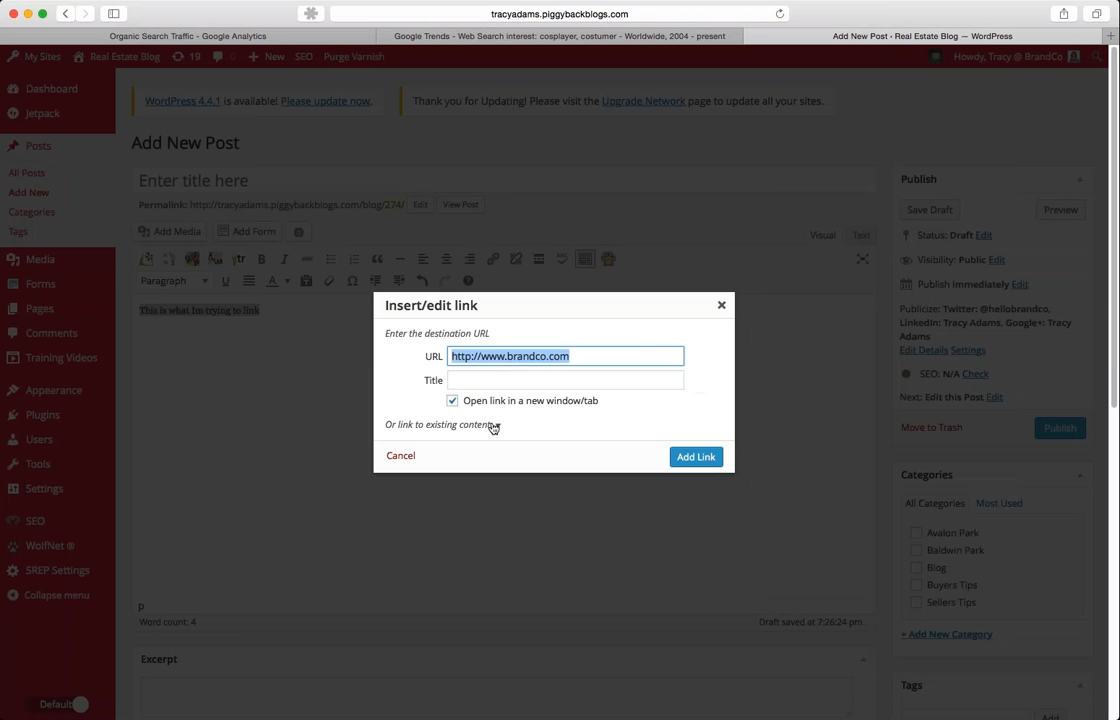 tracyadams.piggybackblogs.com
Organic Search Traffic - Google Analytics
Google Trends - Web Search interest: cosplayer, costumer - Worldwide, 2004 - present
Add New Post ‹ Real Estate Blog — WordPress
My Sites
Real Estate Blog
19
+ New
SEO
Purge Varnish
Howdy, Tracy @ BrandCo
Dashboard
Jetpack
Posts
All Posts
Add New
Categories
Tags
Media
Forms
Pages
Comments
Training Videos
Appearance
Plugins
Users
Tools
Settings
SEO
WolfNet ®
SREP Settings
Collapse menu
Default
WordPress 4.4.1 is available! Please update now.
Thank you for Updating! Please visit the Upgrade Network page to update all your sites.
Add New Post
Enter title here
Permalink: http://tracyadams.piggybackblogs.com/blog/274/ Edit View Post
Add Media
Add Form
Visual
Text
Paragraph
This is what I'm trying to link
Insert/edit link
Enter the destination URL
URL http://www.brandco.com
Title
Open link in a new window/tab
Or link to existing content
Cancel
Add Link
p
Word count: 4
Draft saved at 7:26:24 pm.
Excerpt
Publish
Save Draft
Preview
Status: Draft Edit
Visibility: Public Edit
Publish immediately Edit
Publicize: Twitter: @hellobrandco,
LinkedIn: Tracy Adams, Google+: Tracy
Adams
Edit Details Settings
SEO: N/A Check
Next: Edit this Post Edit
Move to Trash
Publish
Categories
All Categories
Most Used
Avalon Park
Baldwin Park
Blog
Buyers Tips
Sellers Tips
+ Add New Category
Tags
Add